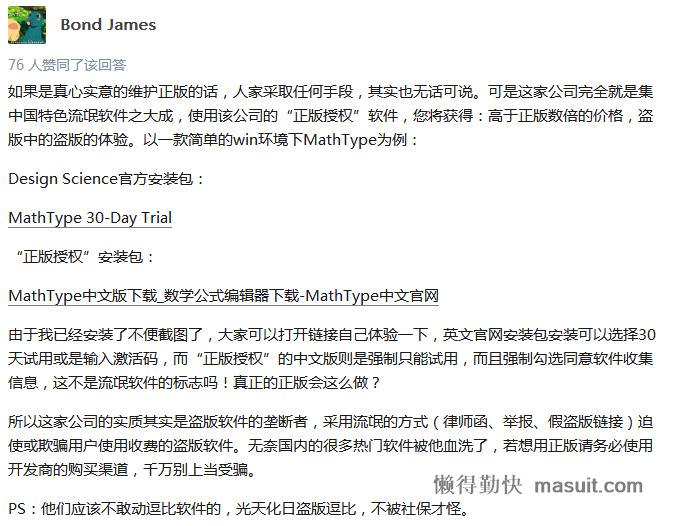 Bond James
76 人赞同了该回答
如果是真心实意的维护正版的话，人家采取任何手段，其实也无话可说。可是这家公司完全就是集
中国特色流氓软件之大成，使用该公司的“正版授权”软件，您将获得：高于正版数倍的价格，盗
版中的盗版的体验。以一款简单的win环境下MathType为例：
Design Science官方安装包：
MathType 30-Day Trial
“正版授权”安装包：
MathType中文版下载_数学公式编辑器下载-MathType中文官网
由于我已经安装了不便截图了，大家可以打开链接自己体验一下，英文官网安装包安装可以选择30
天试用或是输入激活码，而“正版授权”的中文版则是强制只能试用，而且强制勾选同意软件收集
信息，这不是流氓软件的标志吗！真正的正版会这么做？
所以这家公司的实质其实是盗版软件的垄断者，采用流氓的方式（律师函、举报、假盗版链接）迫
使或欺骗用户使用收费的盗版软件。无奈国内的很多热门软件被他血洗了，若想用正版请务必使用
开发商的购买渠道，千万别上当受骗。
懒得勤快 masuit.com
PS：他们应该不敢动逗比软件的，光天化日盗版逗比，不被社保才怪。